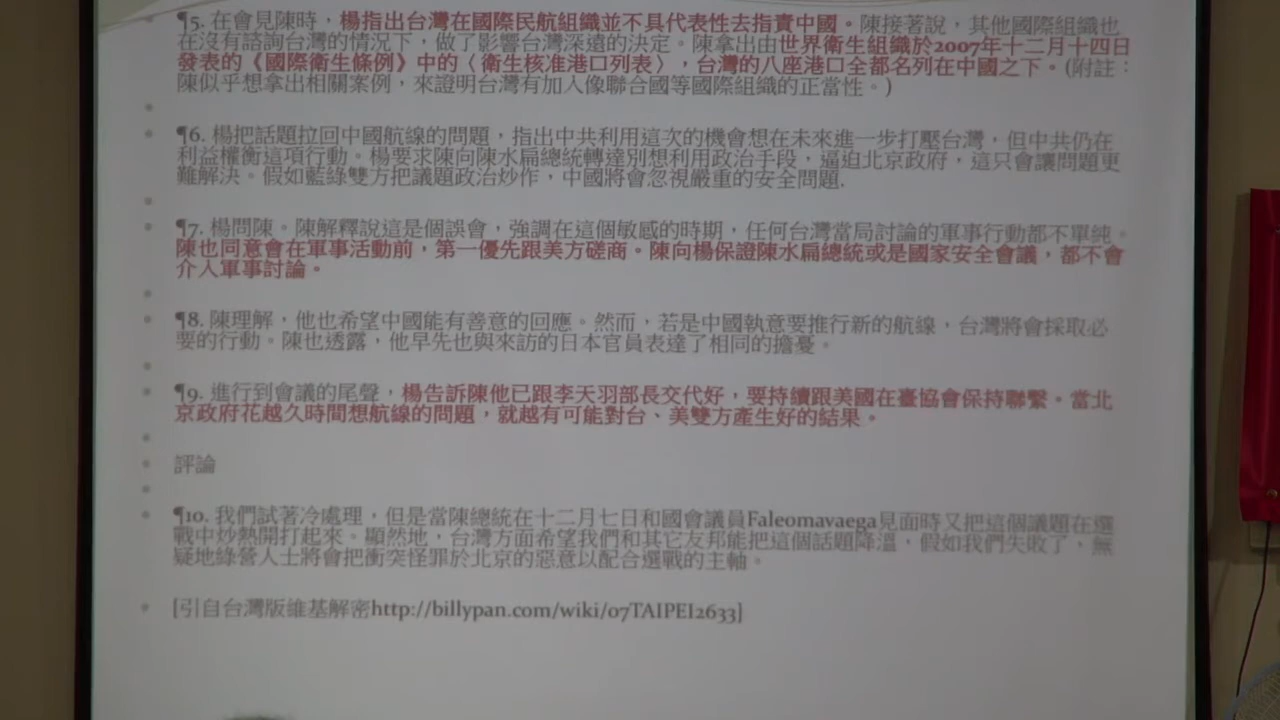 ¶5. 在會見陳時，楊指出台灣在國際民航組織並不具代表性去指責中國。陳接著說，其他國際組織也
在沒有諮詢台灣的情況下，做了影響台灣深遠的決定。陳拿出由世界衛生組織於2007年十二月十四日
發表的《國際衛生條例》中的〈衛生核准港口列表〉，台灣的八座港口全都名列在中國之下。(附註：
陳似乎想拿出相關案例，來證明台灣有加入像聯合國等國際組織的正當性。)
¶6. 楊把話題拉回中國航線的問題，指出中共利用這次的機會想在未來進一步打壓台灣，但中共仍在
利益權衡這項行動。楊要求陳向陳水扁總統轉達別想利用政治手段，逼迫北京政府，這只會讓問題更
難解決。假如藍綠雙方把議題政治炒作，中國將會忽視嚴重的安全問題.
¶7. 楊問陳。陳解釋說這是個誤會，強調在這個敏感的時期，任何台灣當局討論的軍事行動都不單純。
陳也同意會在軍事活動前，第一優先跟美方磋商。陳向楊保證陳水扁總統或是國家安全會議，都不會
介入軍事討論。
¶8. 陳理解，他也希望中國能有善意的回應。然而，若是中國執意要推行新的航線，台灣將會採取必
要的行動。陳也透露，他早先也與來訪的日本官員表達了相同的擔憂。
¶9. 進行到會議的尾聲，楊告訴陳他已跟李天羽部長交代好，要持續跟美國在臺協會保持聯繫。當北
京政府花越久時間想航線的問題，就越有可能對台、美雙方產生好的結果。
評論
¶10. 我們試著冷處理，但是當陳總統在十二月七日和國會議員Faleomavaega見面時又把這個議題在選
戰中炒熱開打起來。顯然地，台灣方面希望我們和其它友邦能把這個話題降溫，假如我們失敗了，無
疑地綠營人士將會把衝突怪罪於北京的惡意以配合選戰的主軸。
[引自台灣版維基解密http://billypan.com/wiki/07TAIPEI2633]